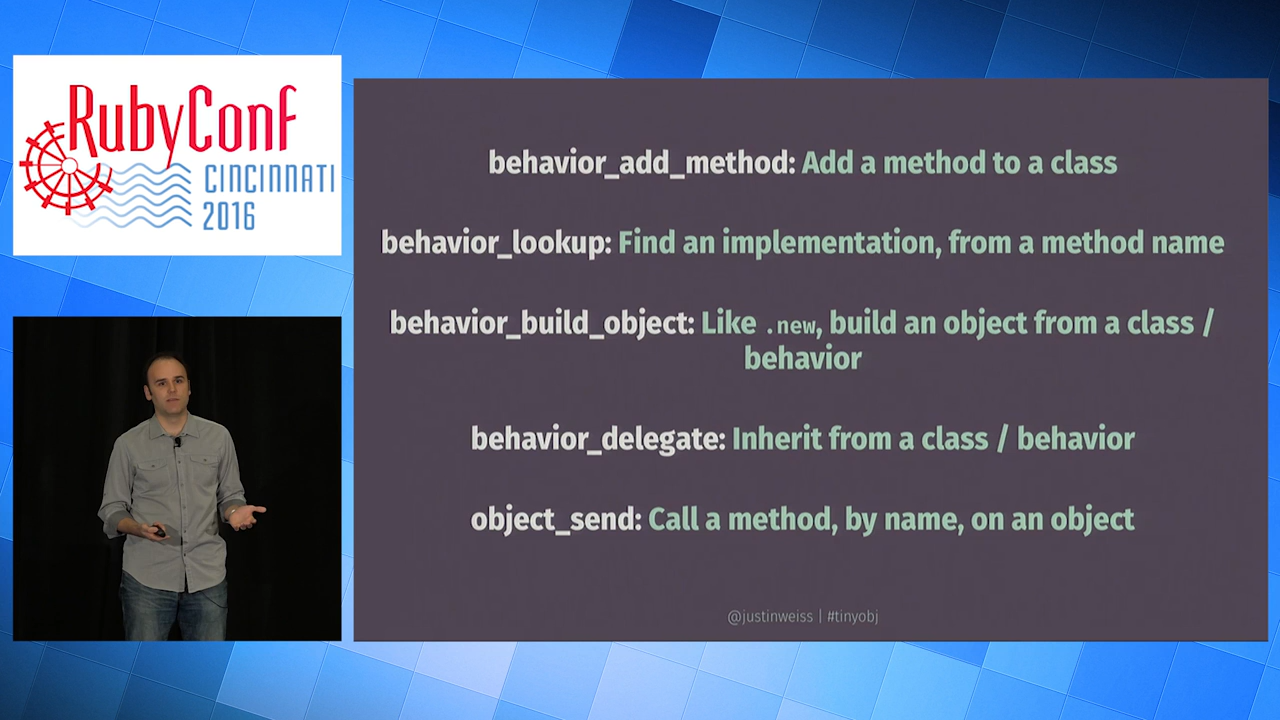 RubyConf
CINCINNATI
2016
behavior_add_method: Add a method to a class
behavior_lookup: Find an implementation, from a method name
behavior_build_object: Like .new, build an object from a class /
behavior
behavior_delegate: Inherit from a class / behavior
object_send: Call a method, by name, on an object
@justinweiss | #tinyobj